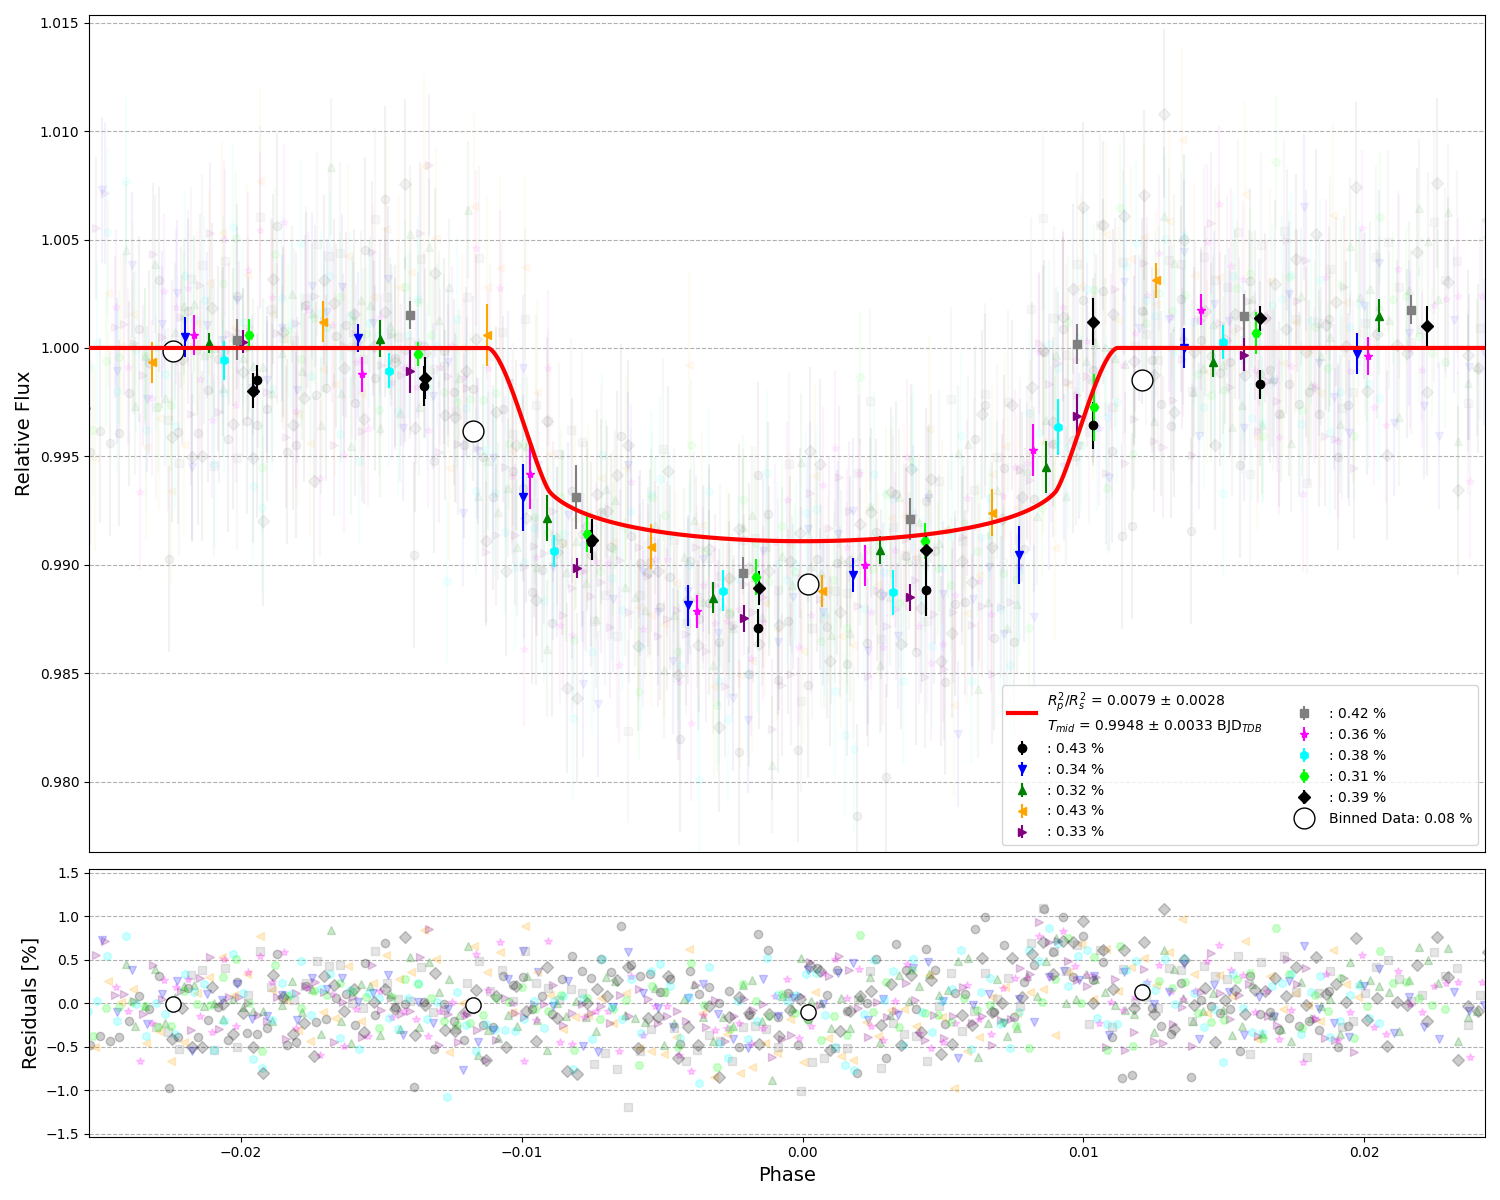 1.015
1.010
1.005
1.000
0.995
0.990
0.985
0.980
Relative Flux
R_p^2/R_s^2 = 0.0079 ± 0.0028
T_mid = 0.9948 ± 0.0033 BJD_TDB
: 0.43 %
: 0.34 %
: 0.32 %
: 0.43 %
: 0.33 %
: 0.42 %
: 0.36 %
: 0.38 %
: 0.31 %
: 0.39 %
Binned Data: 0.08 %
1.5
1.0
0.5
0.0
−0.5
−1.0
−1.5
Residuals [%]
−0.02
−0.01
0.00
0.01
0.02
Phase